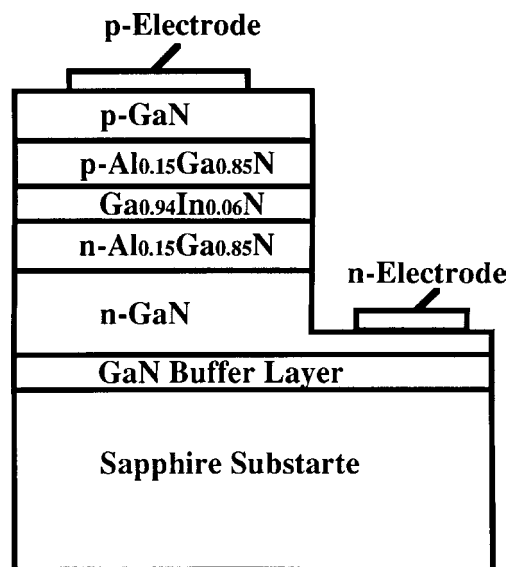 p-Electrode
p-GaN
p-Al0.15Ga0.85N
Ga0.94In0.06N
n-Al0.15Ga0.85N
n-Electrode
n-GaN
GaN Buffer Layer
Sapphire Substarte